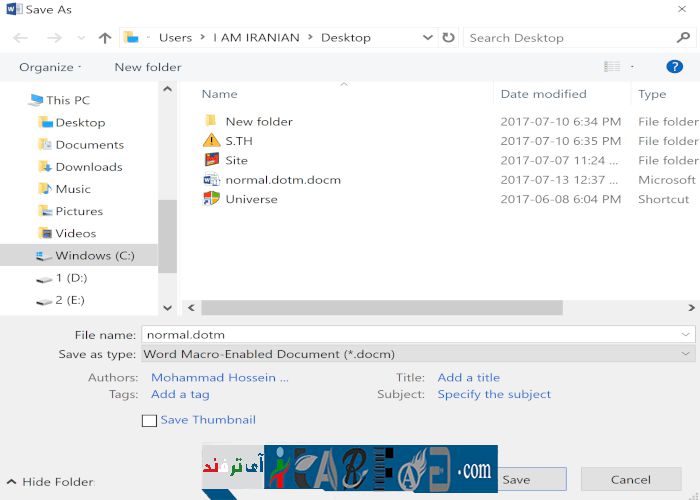 Save As
Users > I AM IRANIAN > Desktop
Search Desktop
Organize
New folder
Name
Date modified
Type
This PC
Desktop
Documents
Downloads
Music
Pictures
Videos
Windows (C:)
1 (D:)
2 (E:)
New folder 2017-07-10 6:34 PM File folder
S.TH 2017-07-10 6:35 PM File folder
Site 2017-07-07 11:24 ... File folder
normal.dotm.docm 2017-07-13 12:37 ... Microsoft
Universe 2017-06-08 6:04 PM Shortcut
File name: normal.dotm
Save as type: Word Macro-Enabled Document (*.docm)
Authors: Mohammad Hossein ...
Title: Add a title
Tags: Add a tag
Subject: Specify the subject
Save Thumbnail
آی ترفند
.com
Hide Folder
Save
Cancel